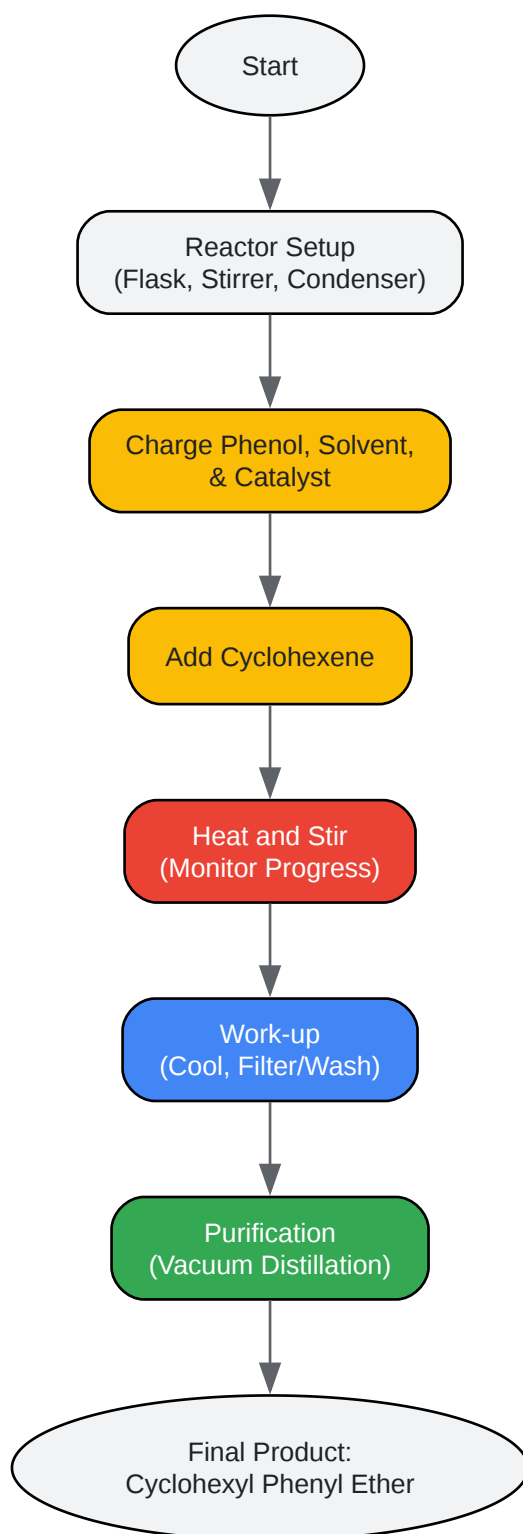 Start
Reactor Setup
(Flask, Stirrer, Condenser)
Charge Phenol, Solvent,
& Catalyst
Add Cyclohexene
Heat and Stir
(Monitor Progress)
Work-up
(Cool, Filter/Wash)
Purification
(Vacuum Distillation)
Final Product:
Cyclohexyl Phenyl Ether